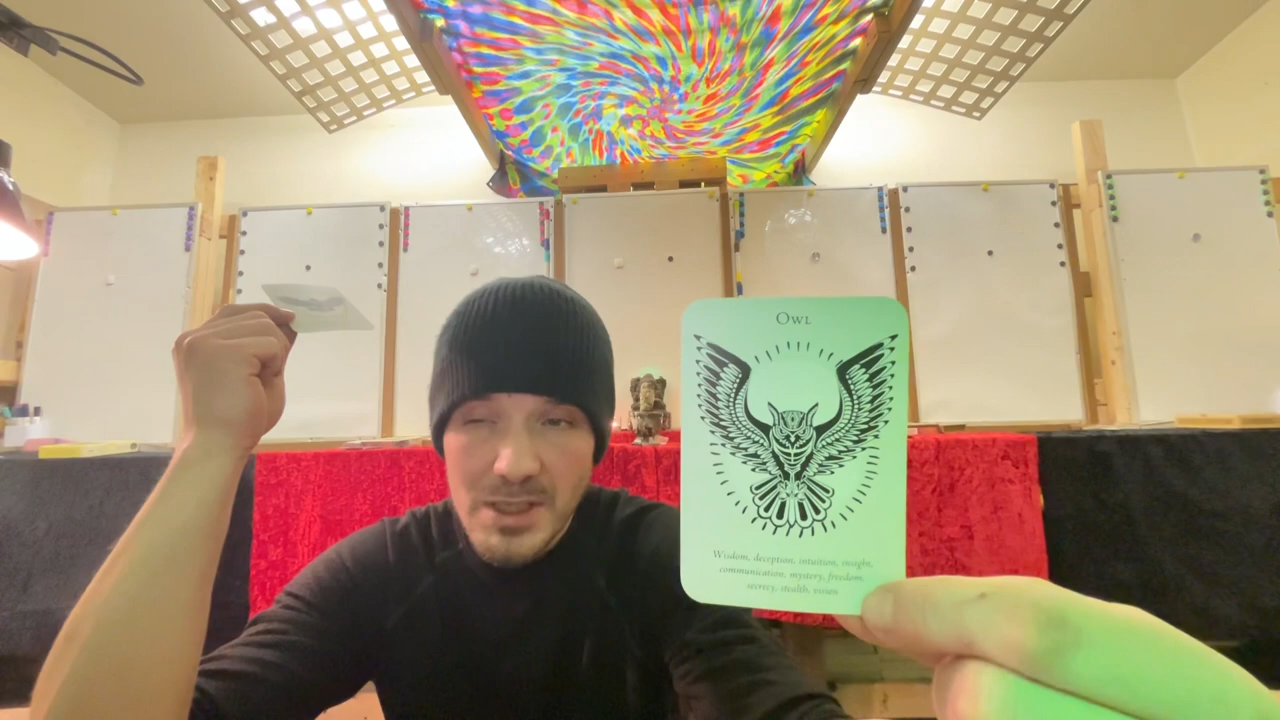 Owl
Wisdom, deception, intuition, insight,
communication, mystery, freedom,
secrecy, stealth, vision